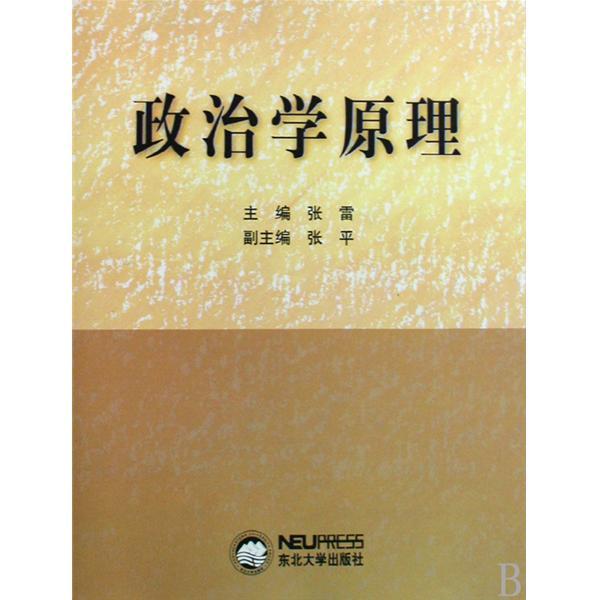 政治学原理
主 编 张 雷
副主编 张 平
NEUPRESS
东北大学出版社
B